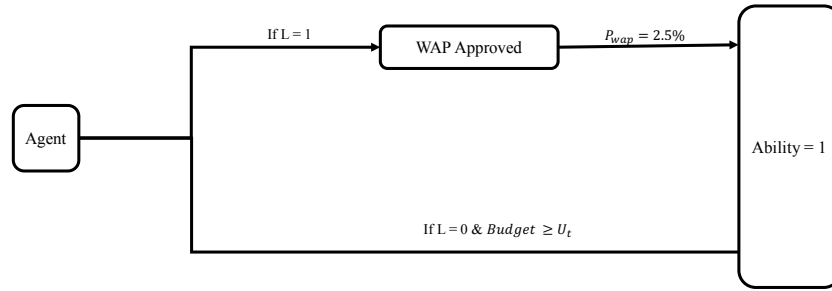 If L = 1
WAP Approved
P_wap = 2.5%
Agent
Ability = 1
If L = 0 & Budget ≥ U_t